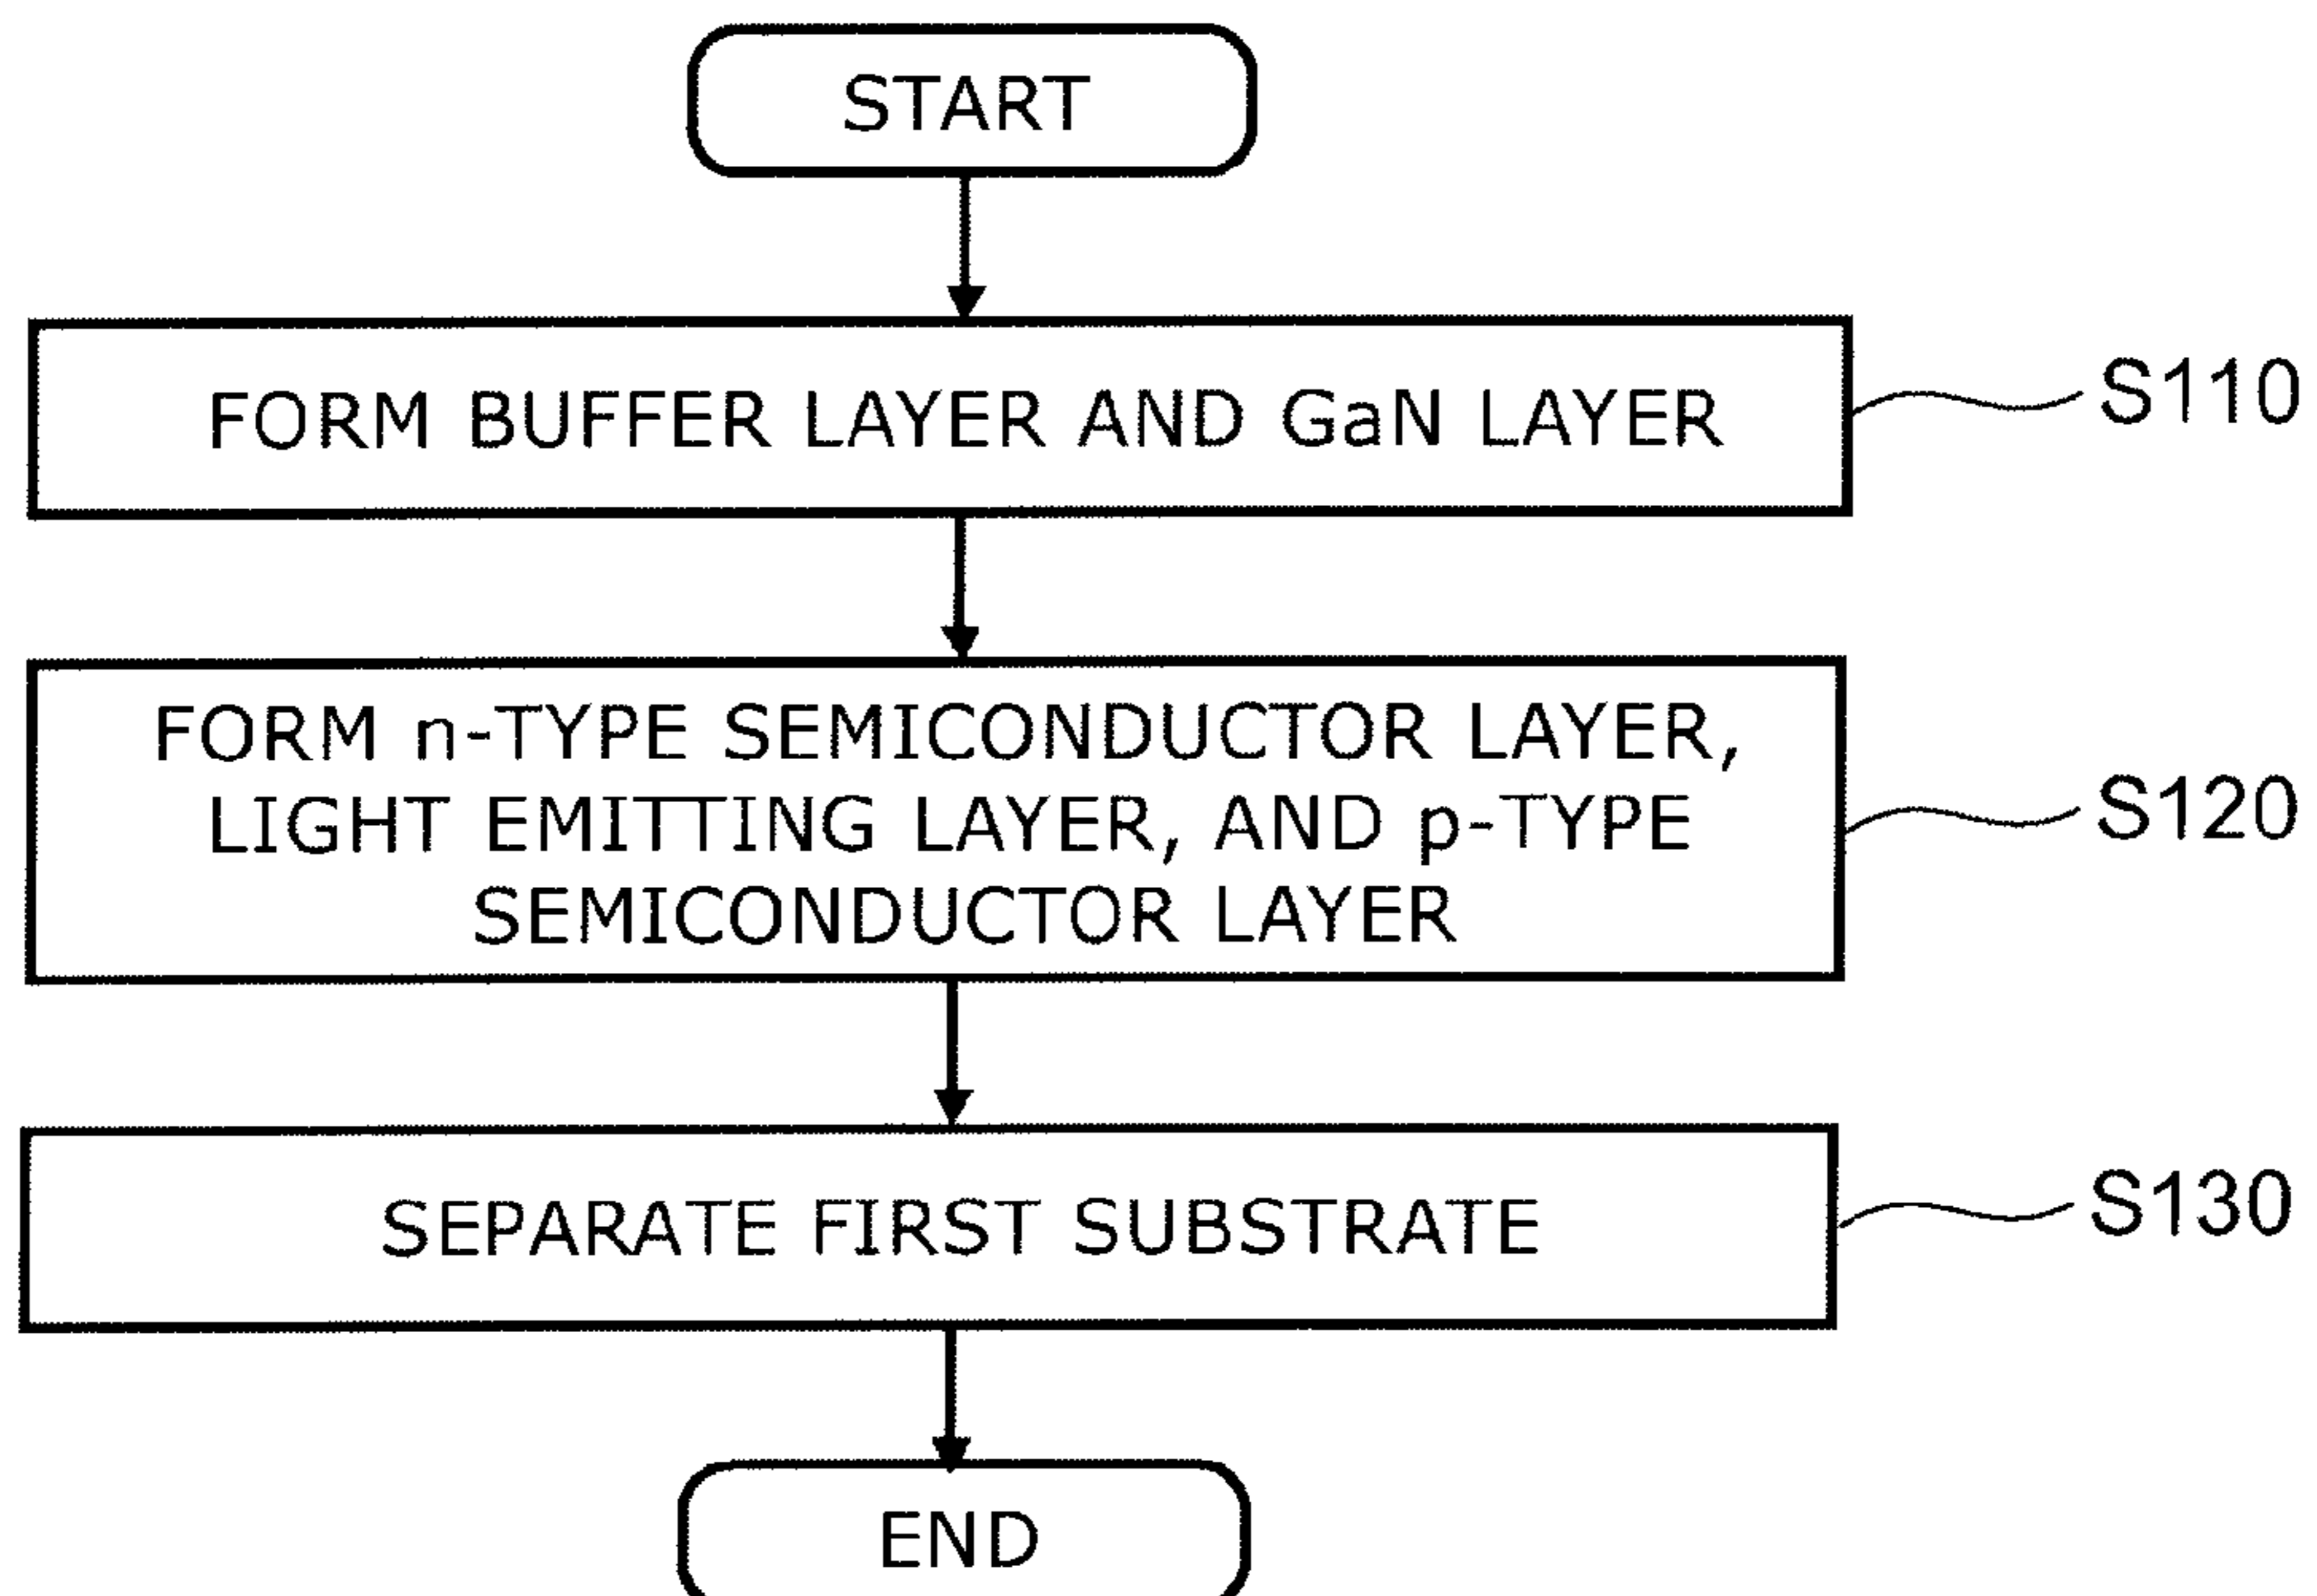 START
FORM BUFFER LAYER AND GaN LAYER
S110
FORM n-TYPE SEMICONDUCTOR LAYER,
LIGHT EMITTING LAYER, AND p-TYPE
SEMICONDUCTOR LAYER
S120
SEPARATE FIRST SUBSTRATE
S130
END